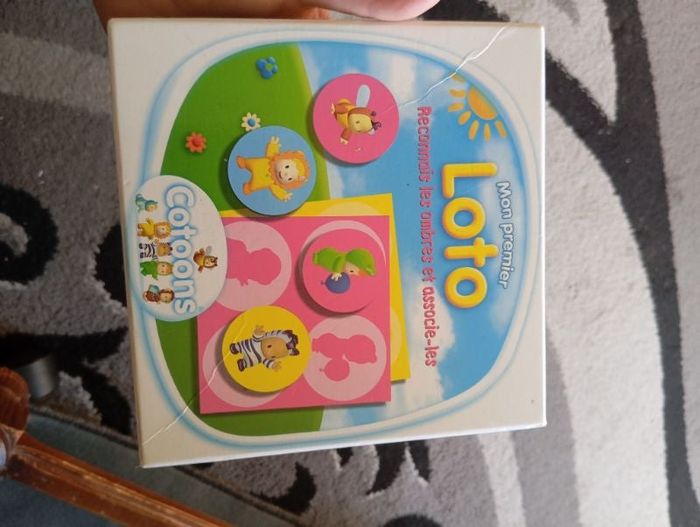 Mon premier
Loto
Reconnais les ombres et associe-les
cotoons